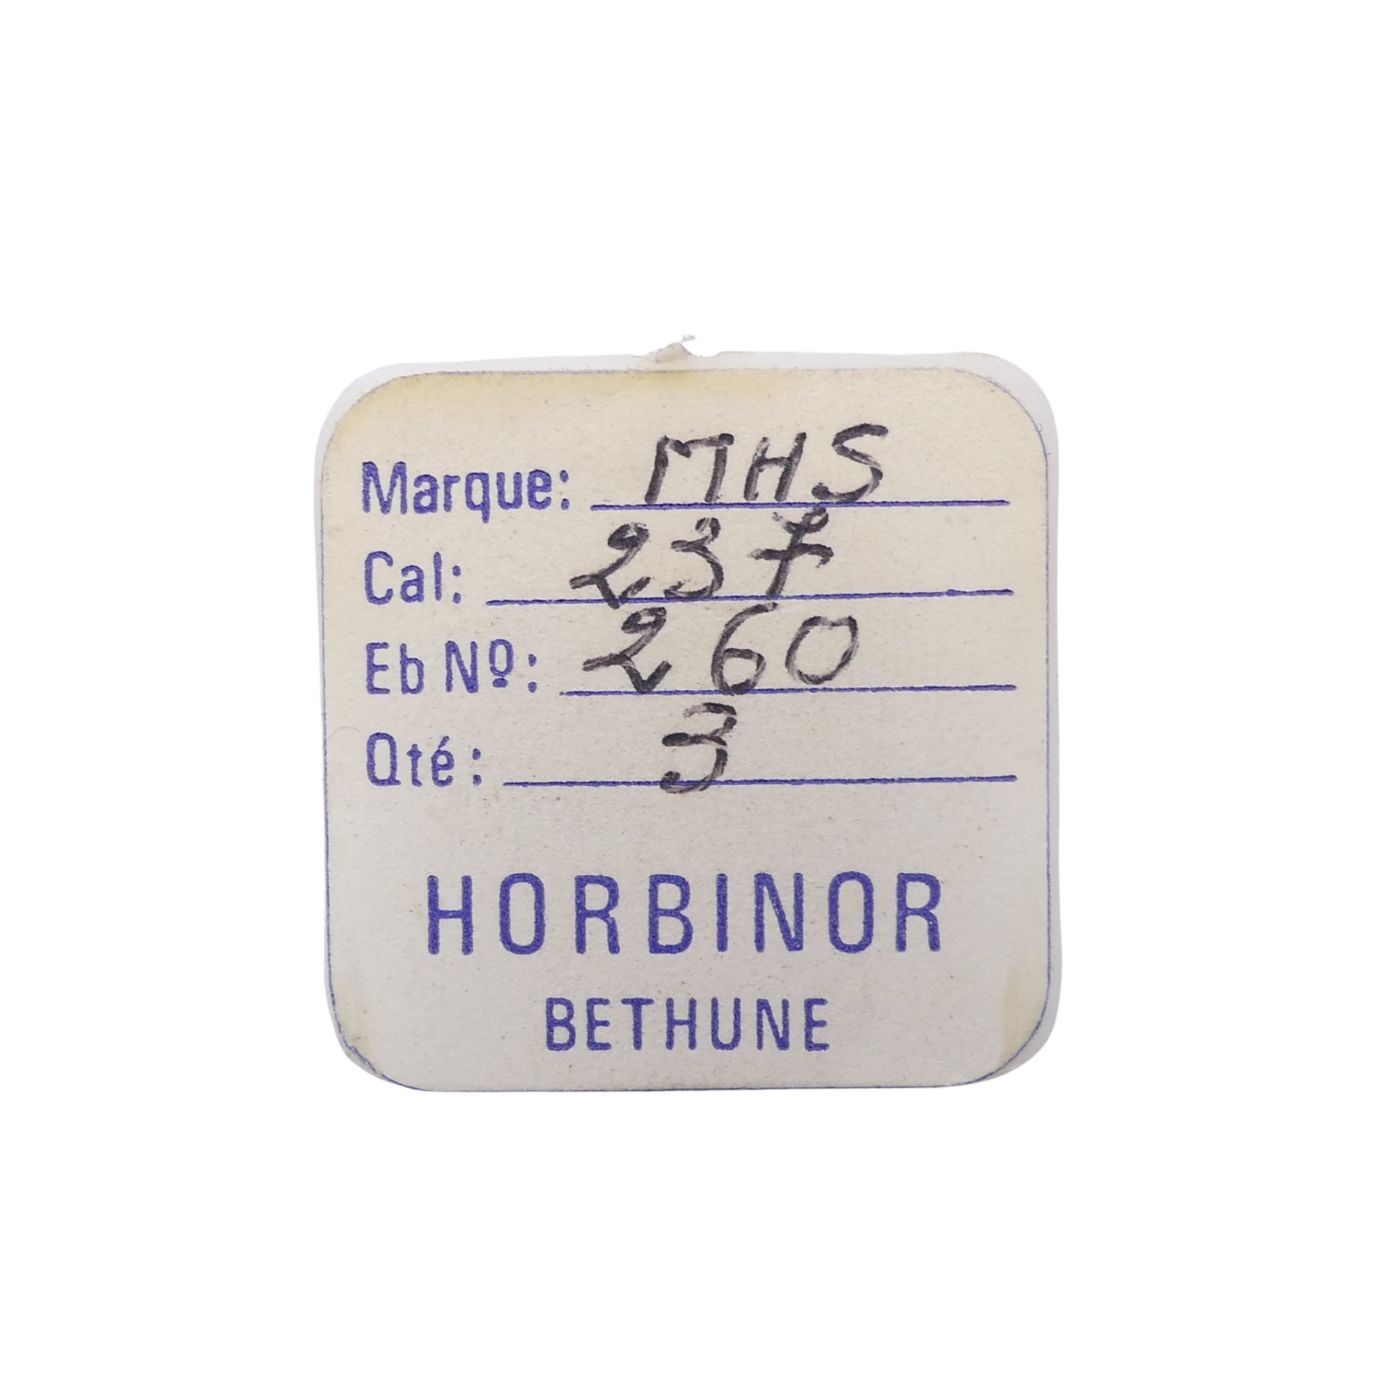 Marque: MHS
Cal: 237
Eb Nº: 260
Qté: 3
HORBINOR
BETHUNE